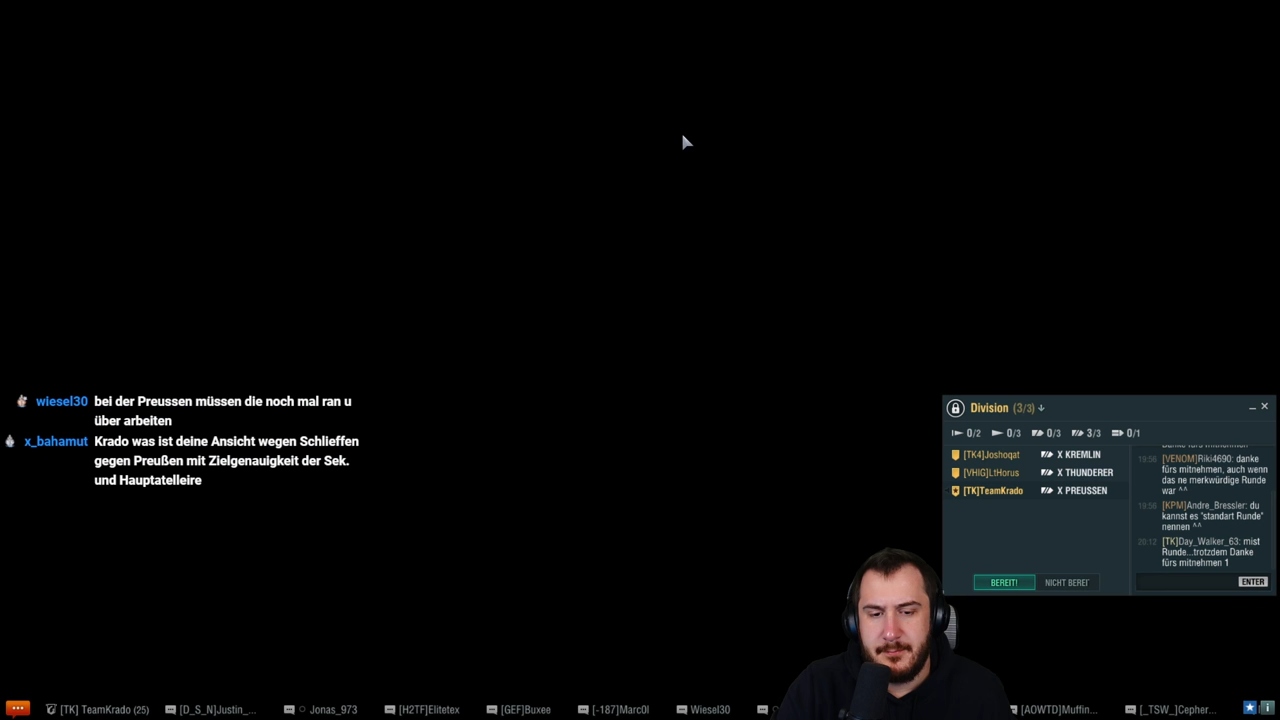 wiesel30 bei der Preussen müssen die noch mal ran u
über arbeiten
x_bahamut Krado was ist deine Ansicht wegen Schlieffen
gegen Preußen mit Zielgenauigkeit der Sek.
und Hauptatelleire
Division (3/3)
0/2 0/3 0/3 3/3 0/1
[TK4]Joshoqat X KREMLIN
[VHIG]LtHorus X THUNDERER
[TK]TeamKrado X PREUSSEN
19:56 [VENOM]Riki4690: danke
fürs mitnehmen, auch wenn
das ne merkwürdige Runde
war ^^
19:56 [KPM]Andre_Bressler: du
kannst es "standart Runde"
nennen ^^
20:12 [TK]Day_Walker_63: mist
Runde...trotzdem Danke
fürs mitnehmen 1
BEREIT! NICHT BEREI
ENTER
[TK] TeamKrado (25) [D_S_N]Justin_... Jonas_973 [H2TF]Elitetex [GEF]Buxee [-187]Marc0l Wiesel30 [AOWTD]Muffin... [_TSW_]Cepher...